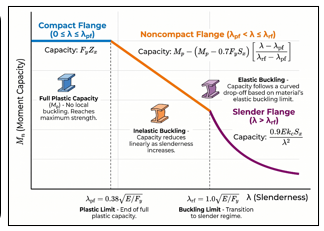 Compact Flange
(0 ≤ λ ≤ λpf)
Capacity: FyZx
Noncompact Flange (λpf < λ ≤ λrf)
Capacity: Mp − (Mp − 0.7FySx) [(λ − λpf) / (λrf − λpf)]
Full Plastic Capacity
(Mp) - No local
buckling. Reaches
maximum strength.
Inelastic Buckling -
Capacity reduces
linearly as slenderness
increases.
Elastic Buckling -
Capacity follows a curved
drop-off based on material's
elastic buckling limit.
Slender Flange
(λ > λrf)
Capacity: 0.9EkcSx / λ²
Mn (Moment Capacity)
λpf = 0.38√E/Fy
Plastic Limit - End of full
plastic capacity.
λrf = 1.0√E/Fy
Buckling Limit - Transition
to slender regime.
λ (Slenderness)